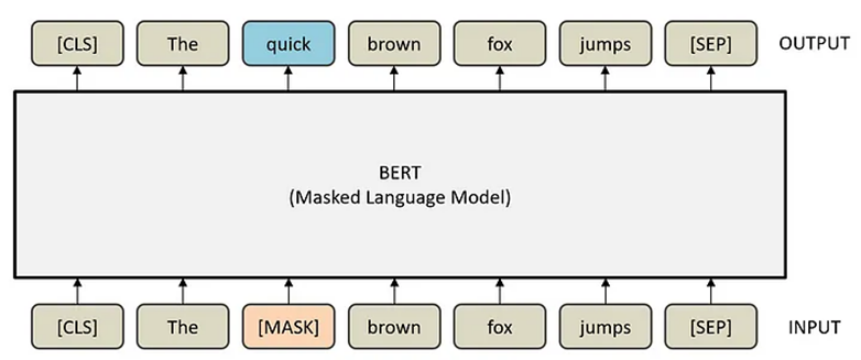 [CLS] The quick brown fox jumps [SEP] OUTPUT
BERT
(Masked Language Model)
[CLS] The [MASK] brown fox jumps [SEP] INPUT